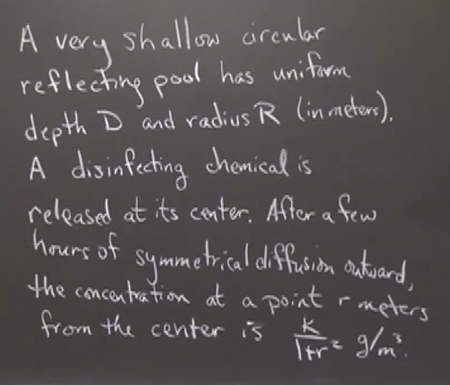 A very shallow circular
reflecting pool has uniform
depth D and radius R (in meters).
A disinfecting chemical is
released at its center. After a few
hours of symmetrical diffusion outward,
the concentration at a point r meters
from the center is k/1+r² g/m³.